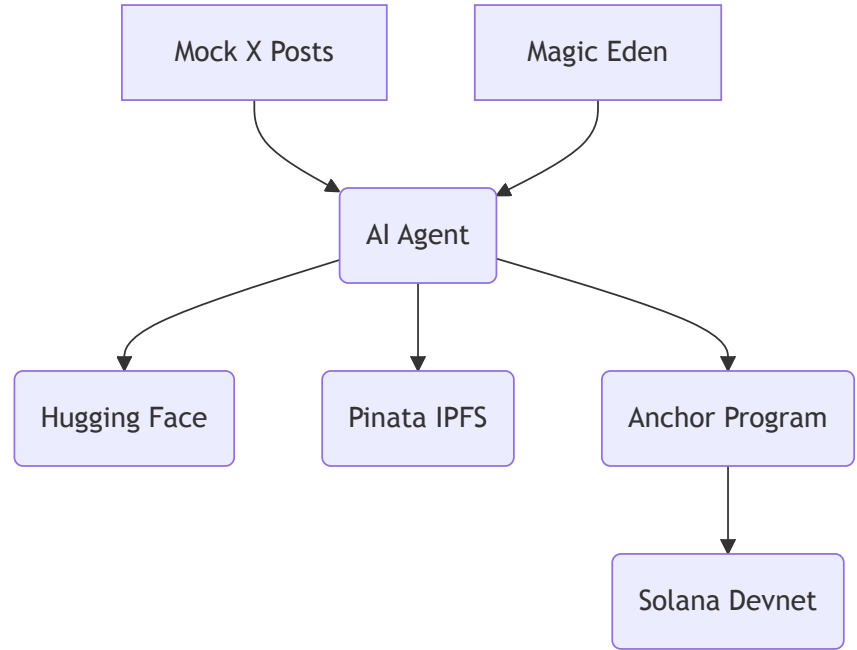 Mock X Posts
Magic Eden
AI Agent
Hugging Face
Pinata IPFS
Anchor Program
Solana Devnet